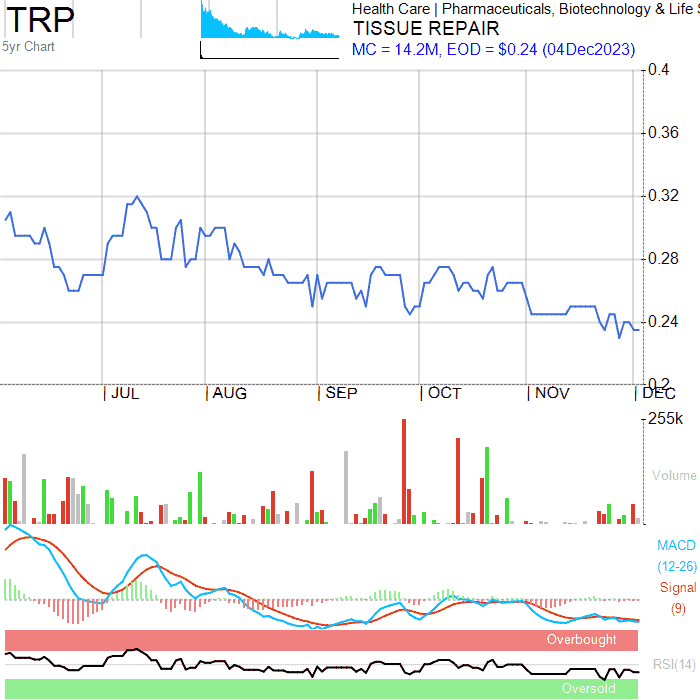 TRP
5yr Chart
Health Care | Pharmaceuticals, Biotechnology & Life
TISSUE REPAIR
MC = 14.2M, EOD = $0.24 (04Dec2023)
0.4
0.36
0.32
0.28
0.24
0.2
| JUL | AUG | SEP | OCT | NOV | DEC
255k
Volume
MACD
(12-26)
Signal
(9)
Overbought
RSI(14)
Oversold